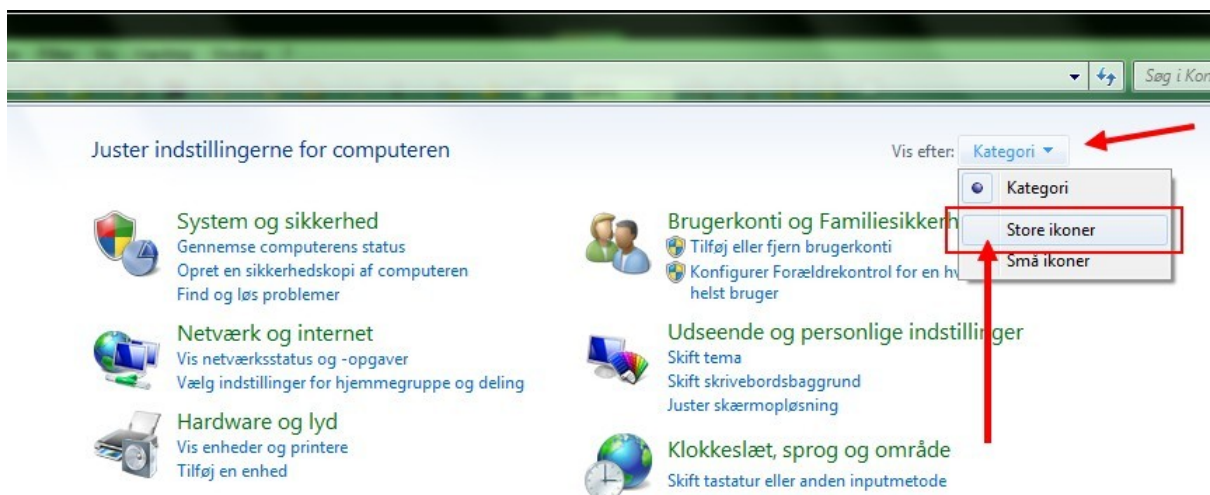 Søg i Kon
Juster indstillingerne for computeren
Vis efter: Kategori
Kategori
Store ikoner
Små ikoner
System og sikkerhed
Gennemse computerens status
Opret en sikkerhedskopi af computeren
Find og løs problemer
Brugerkonti og Familiesikkerh
Tilføj eller fjern brugerkonti
Konfigurer Forældrekontrol for en hv
helst bruger
Netværk og internet
Vis netværksstatus og -opgaver
Vælg indstillinger for hjemmegruppe og deling
Udseende og personlige indstillinger
Skift tema
Skift skrivebordsbaggrund
Juster skærmopløsning
Hardware og lyd
Vis enheder og printere
Tilføj en enhed
Klokkeslæt, sprog og område
Skift tastatur eller anden inputmetode